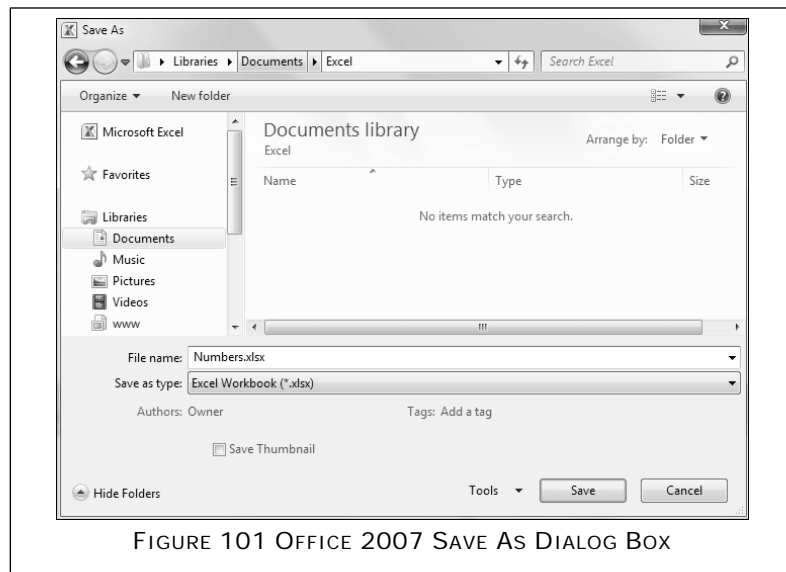 Save As
Libraries Documents Excel Search Excel
Organize New folder
Microsoft Excel
Favorites
Libraries
Documents
Music
Pictures
Videos
www
Documents library
Excel
Arrange by: Folder
Name Type Size
No items match your search.
File name: Numbers.xlsx
Save as type: Excel Workbook (*.xlsx)
Authors: Owner Tags: Add a tag
Save Thumbnail
Hide Folders Tools Save Cancel
FIGURE 101 OFFICE 2007 SAVE AS DIALOG BOX